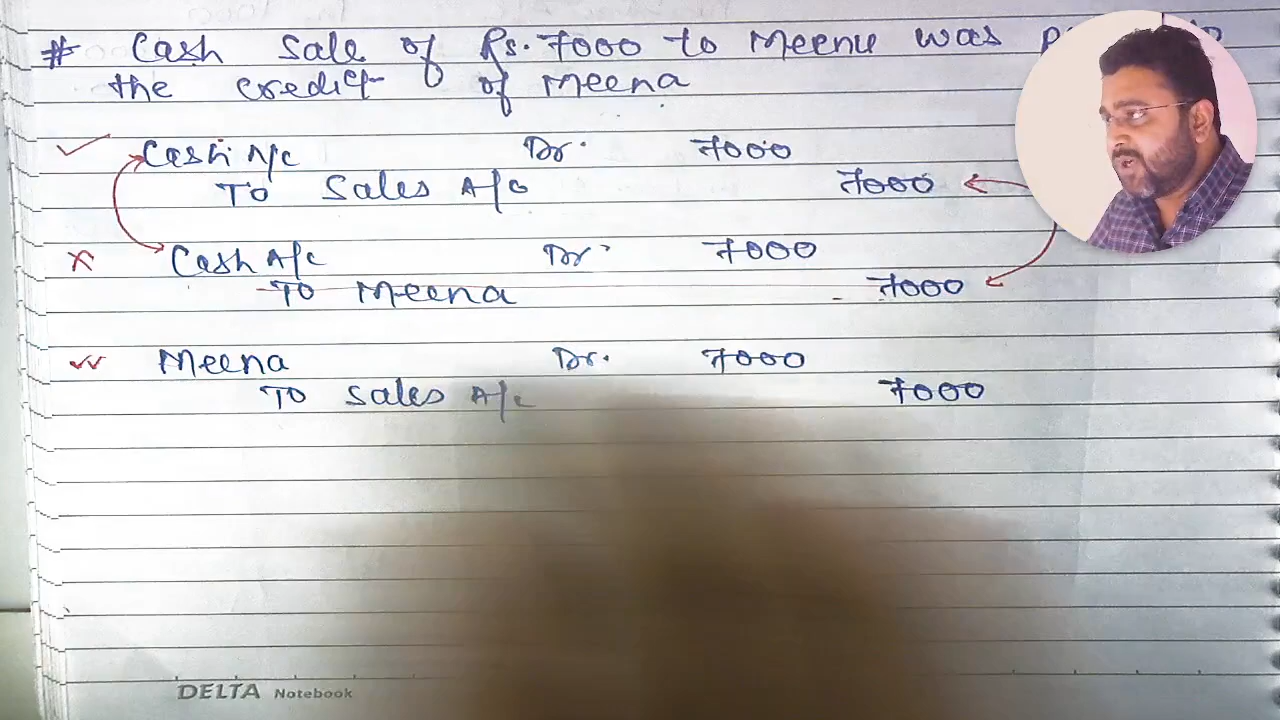 # Cash Sale of Rs. 7000 to Meenu was
the credit of Meena
Cash A/c Dr. 7000
To Sales A/c 7000
Cash A/c Dr. 7000
To Meena 7000
Meena Dr. 7000
To Sales A/c 7000
DELTA Notebook